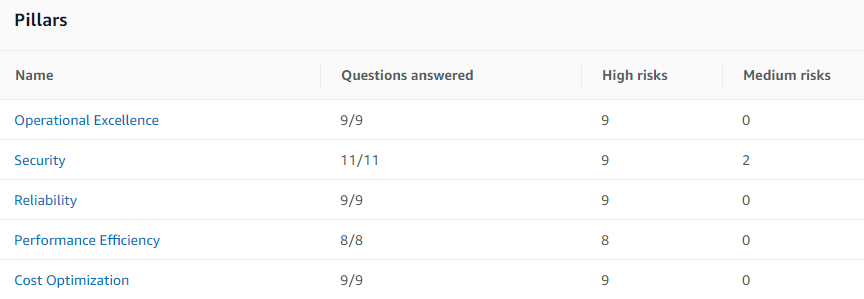 Pillars
Name Questions answered High risks Medium risks
Operational Excellence 9/9 9 0
Security 11/11 9 2
Reliability 9/9 9 0
Performance Efficiency 8/8 8 0
Cost Optimization 9/9 9 0